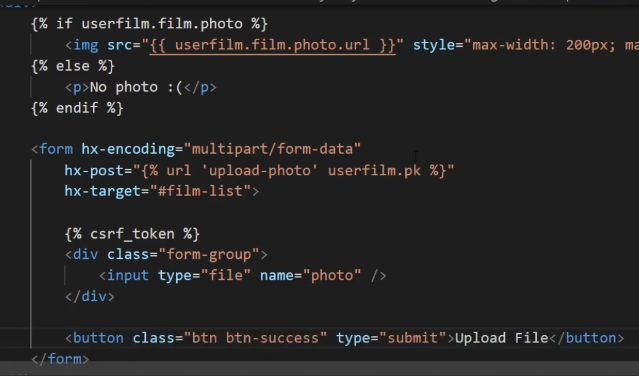 {% if userfilm.film.photo %}
<img src="{{ userfilm.film.photo.url }}" style="max-width: 200px;
{% else %}
<p>No photo :(</p>
{% endif %}
<form hx-encoding="multipart/form-data"
hx-post="{% url 'upload-photo' userfilm.pk %}"
hx-target="#film-list">
{% csrf_token %}
<div class="form-group">
<input type="file" name="photo" />
</div>
<button class="btn btn-success" type="submit">Upload File</button>
</form>